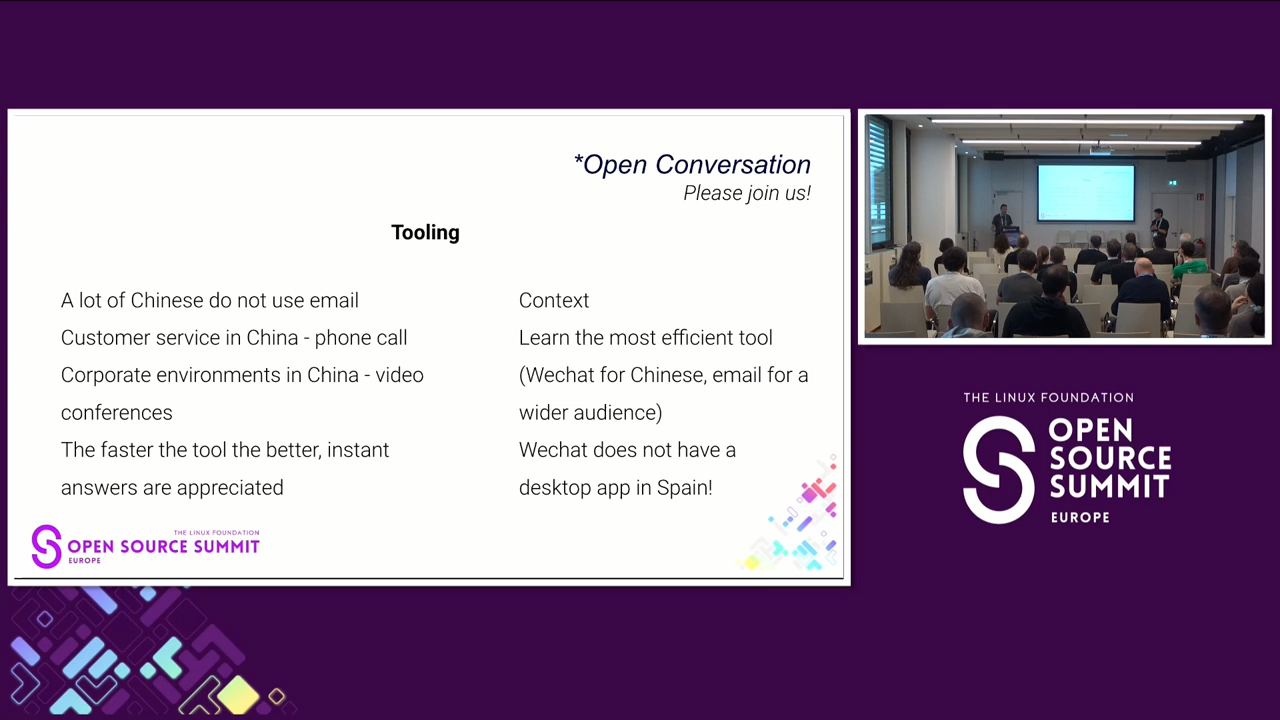 *Open Conversation
Please join us!
Tooling
A lot of Chinese do not use email
Customer service in China - phone call
Corporate environments in China - video
conferences
The faster the tool the better, instant
answers are appreciated
Context
Learn the most efficient tool
(Wechat for Chinese, email for a
wider audience)
Wechat does not have a
desktop app in Spain!
THE LINUX FOUNDATION
OPEN SOURCE SUMMIT
EUROPE
THE LINUX FOUNDATION
OPEN
SOURCE
SUMMIT
EUROPE